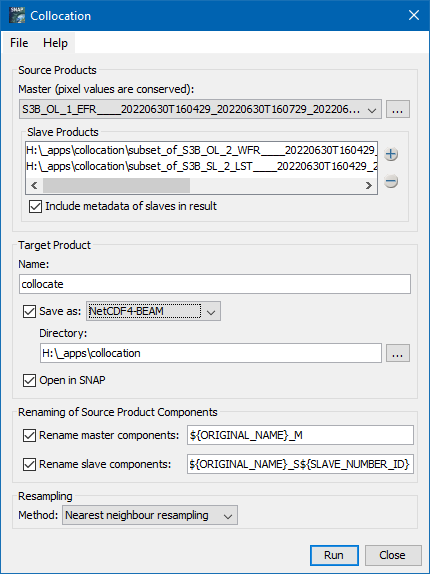 SNAP
Collocation
File Help
Source Products
Master (pixel values are conserved):
S3B_OL_1_EFR____20220630T160429_20220630T160729_202206...
...
Slave Products
H:\_apps\collocation\subset_of_S3B_OL_2_WFR____20220630T160429_
H:\_apps\collocation\subset_of_S3B_SL_2_LST____20220630T160429_2
Include metadata of slaves in result
Target Product
Name:
collocate
Save as: NetCDF4-BEAM
Directory:
H:\_apps\collocation
...
Open in SNAP
Renaming of Source Product Components
Rename master components: ${ORIGINAL_NAME}_M
Rename slave components: ${ORIGINAL_NAME}_S${SLAVE_NUMBER_ID}
Resampling
Method: Nearest neighbour resampling
Run Close